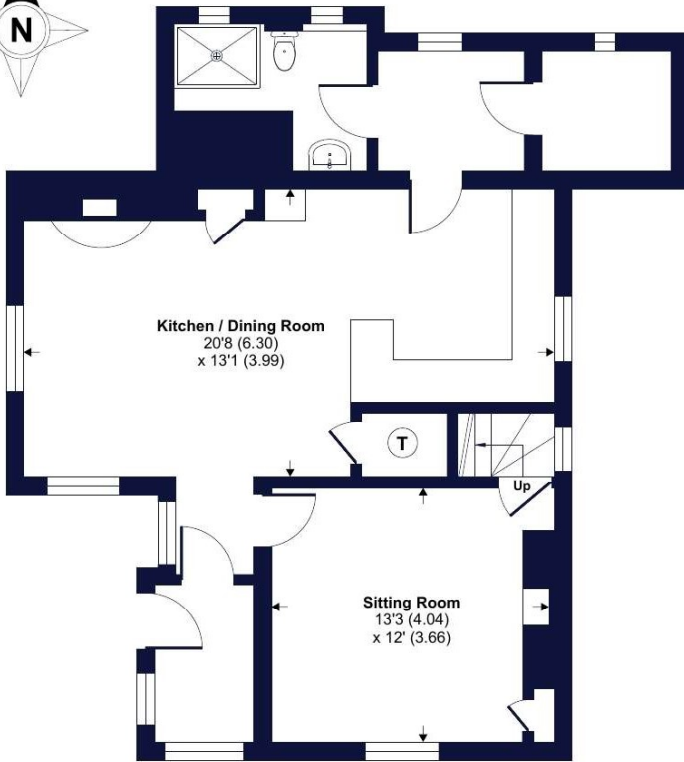 N
Kitchen / Dining Room
20'8 (6.30)
x 13'1 (3.99)
T
Up
Sitting Room
13'3 (4.04)
x 12' (3.66)